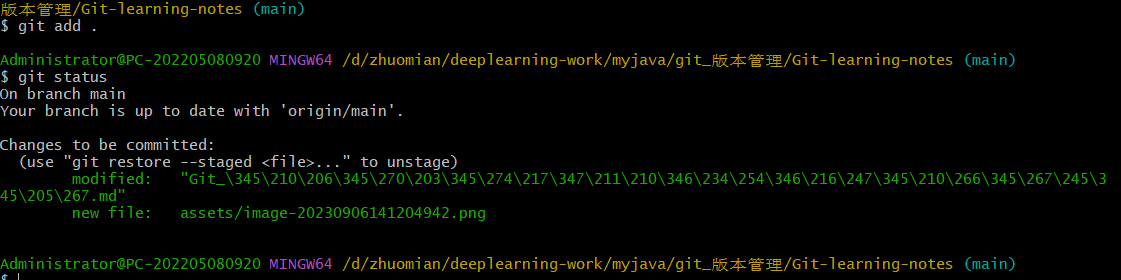 版本管理/Git-learning-notes (main)
$ git add .
Administrator@PC-202205080920 MINGW64 /d/zhuomian/deeplearning-work/myjava/git_版本管理/Git-learning-notes (main)
$ git status
On branch main
Your branch is up to date with 'origin/main'.
Changes to be committed:
  (use "git restore --staged <file>..." to unstage)
        modified:   "Git_\345\210\206\345\270\203\345\274\217\347\211\210\346\234\254\346\216\247\345\210\266\345\267\245\3
45\205\267.md"
        new file:   assets/image-20230906141204942.png
Administrator@PC-202205080920 MINGW64 /d/zhuomian/deeplearning-work/myjava/git_版本管理/Git-learning-notes (main)
$